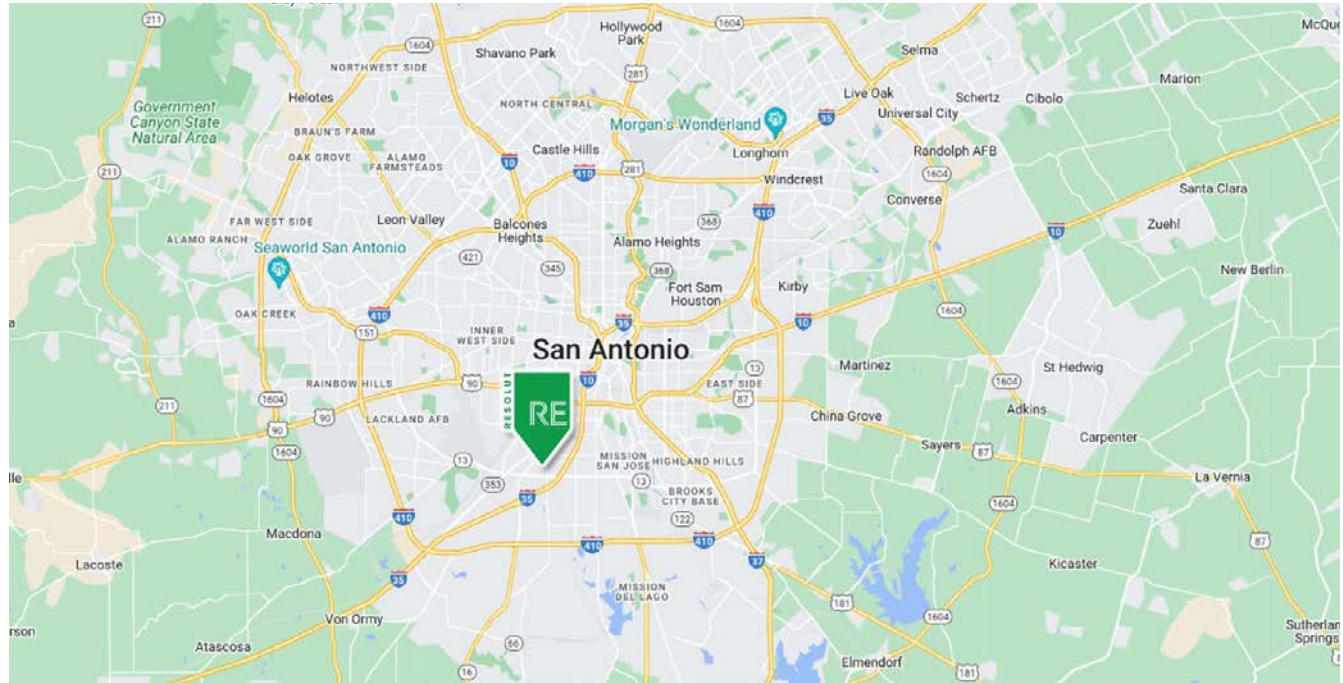 211
1604
Hollywood
Park
1604
McQu
Shavano Park
Selma
NORTHWEST SIDE
281
Marion
Helotes
Live Oak
Schertz
Cibolo
Government
Canyon State
Natural Area
NORTH CENTRAL
Morgan's Wonderland
35
Universal City
BRAUN'S FARM
Castle Hills
Longhorn
Randolph AFB
OAK GROVE
ALAMO
FARMSTEADS
10
410
281
1604
211
Windcrest
Santa Clara
Converse
FAR WEST SIDE
Leon Valley
Balcones
Heights
368
410
Zuehl
ALAMO RANCH
Alamo Heights
10
Seaworld San Antonio
421
345
368
New Berlin
Fort Sam
Houston
Kirby
OAK CREEK
410
151
INNER
WEST SIDE
35
10
1604
San Antonio
13
Martinez
St Hedwig
RAINBOW HILLS
90
10
EAST SIDE
1604
RESOLUT
RE
87
211
90
LACKLAND AFB
China Grove
Adkins
90
1604
Sayers
Carpenter
87
13
MISSION
SAN JOSE
HIGHLAND HILLS
La Vernia
353
13
35
BROOKS
CITY BASE
1604
410
122
Macdona
410
410
87
Lacoste
37
Kicaster
35
MISSION
DEL LAGO
181
Von Ormy
1604
rson
66
Sutherlan
Springs
Atascosa
16
Elmendorf
181